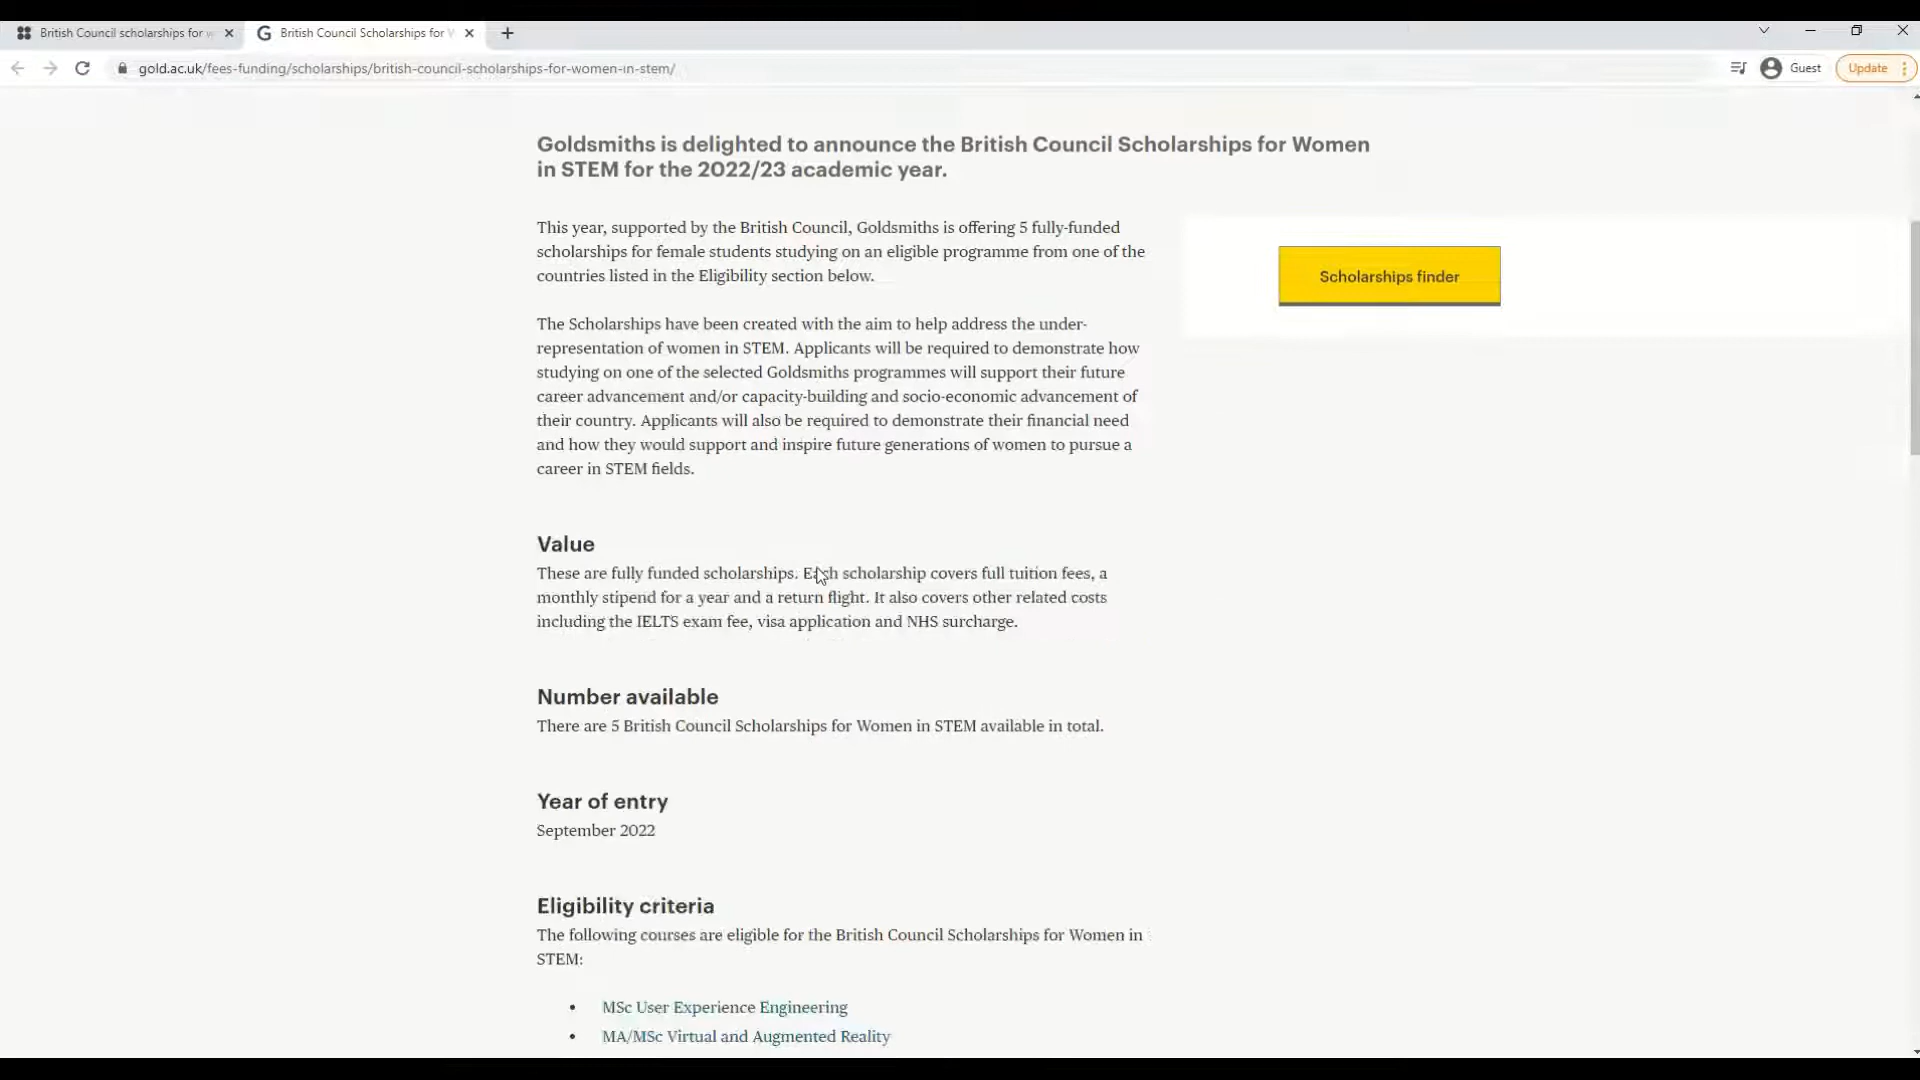 British Council scholarships for w
British Council Scholarships for W
gold.ac.uk/fees-funding/scholarships/british-council-scholarships-for-women-in-stem/
Guest
Update
Goldsmiths is delighted to announce the British Council Scholarships for Women
in STEM for the 2022/23 academic year.
This year, supported by the British Council, Goldsmiths is offering 5 fully-funded
scholarships for female students studying on an eligible programme from one of the
countries listed in the Eligibility section below.
Scholarships finder
The Scholarships have been created with the aim to help address the under-
representation of women in STEM. Applicants will be required to demonstrate how
studying on one of the selected Goldsmiths programmes will support their future
career advancement and/or capacity-building and socio-economic advancement of
their country. Applicants will also be required to demonstrate their financial need
and how they would support and inspire future generations of women to pursue a
career in STEM fields.
Value
These are fully funded scholarships. Each scholarship covers full tuition fees, a
monthly stipend for a year and a return flight. It also covers other related costs
including the IELTS exam fee, visa application and NHS surcharge.
Number available
There are 5 British Council Scholarships for Women in STEM available in total.
Year of entry
September 2022
Eligibility criteria
The following courses are eligible for the British Council Scholarships for Women in
STEM:
• MSc User Experience Engineering
• MA/MSc Virtual and Augmented Reality